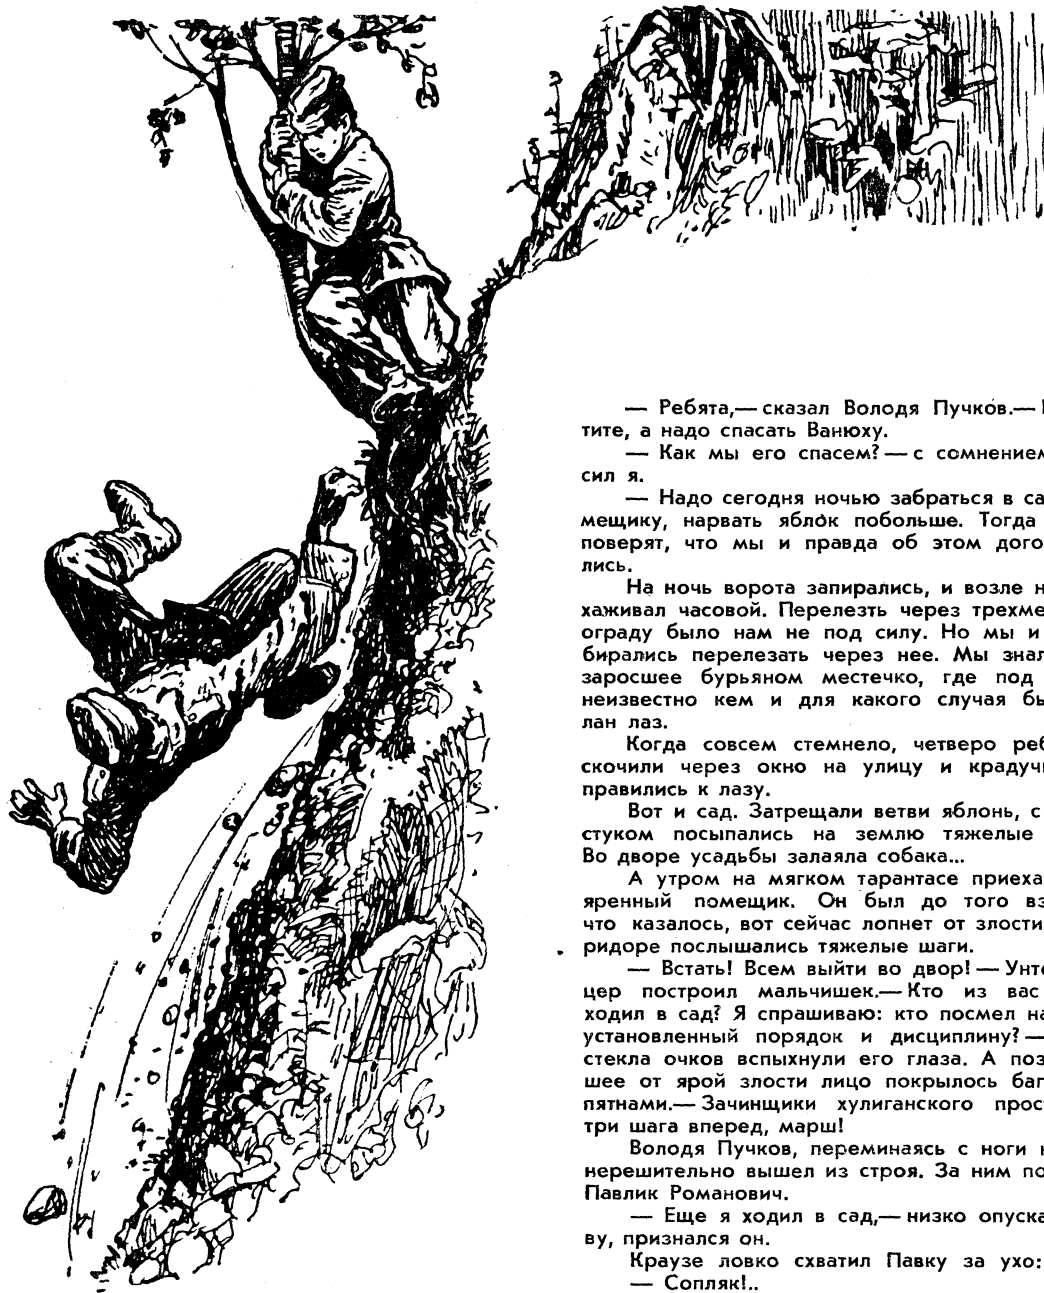 — Ребята,— сказал Володя Пучков.—
тите, а надо спасать Ванюху.
— Как мы его спасем? — с сомнением
сил я.
— Надо сегодня ночью забраться в са
мещику, нарвать яблок побольше. Тогда
поверят, что мы и правда об этом дого
лись.
На ночь ворота запирались, и возле н
хаживал часовой. Перелезть через трехме
ограду было нам не под силу. Но мы и
бирались перелезать через нее. Мы знал
заросшее бурьяном местечко, где под
неизвестно кем и для какого случая бы
лан лаз.
Когда совсем стемнело, четверо реб
скочили через окно на улицу и крадучи
правились к лазу.
Вот и сад. Затрещали ветви яблонь, с
стуком посыпались на землю тяжелые
Во дворе усадьбы залаяла собака...
А утром на мягком тарантасе приеха
яренный помещик. Он был до того вз
что казалось, вот сейчас лопнет от злости
ридоре послышались тяжелые шаги.
— Встать! Всем выйти во двор! — Унте
цер построил мальчишек.— Кто из вас
ходил в сад? Я спрашиваю: кто посмел на
установленный порядок и дисциплину? —
стекла очков вспыхнули его глаза. А поз
шее от ярой злости лицо покрылось баг
пятнами.— Зачинщики хулиганского прос
три шага вперед, марш!
Володя Пучков, переминаясь с ноги н
нерешительно вышел из строя. За ним по
Павлик Романович.
— Еще я ходил в сад,— низко опуска
ву, признался он.
Краузе ловко схватил Павку за ухо:
— Сопляк!..